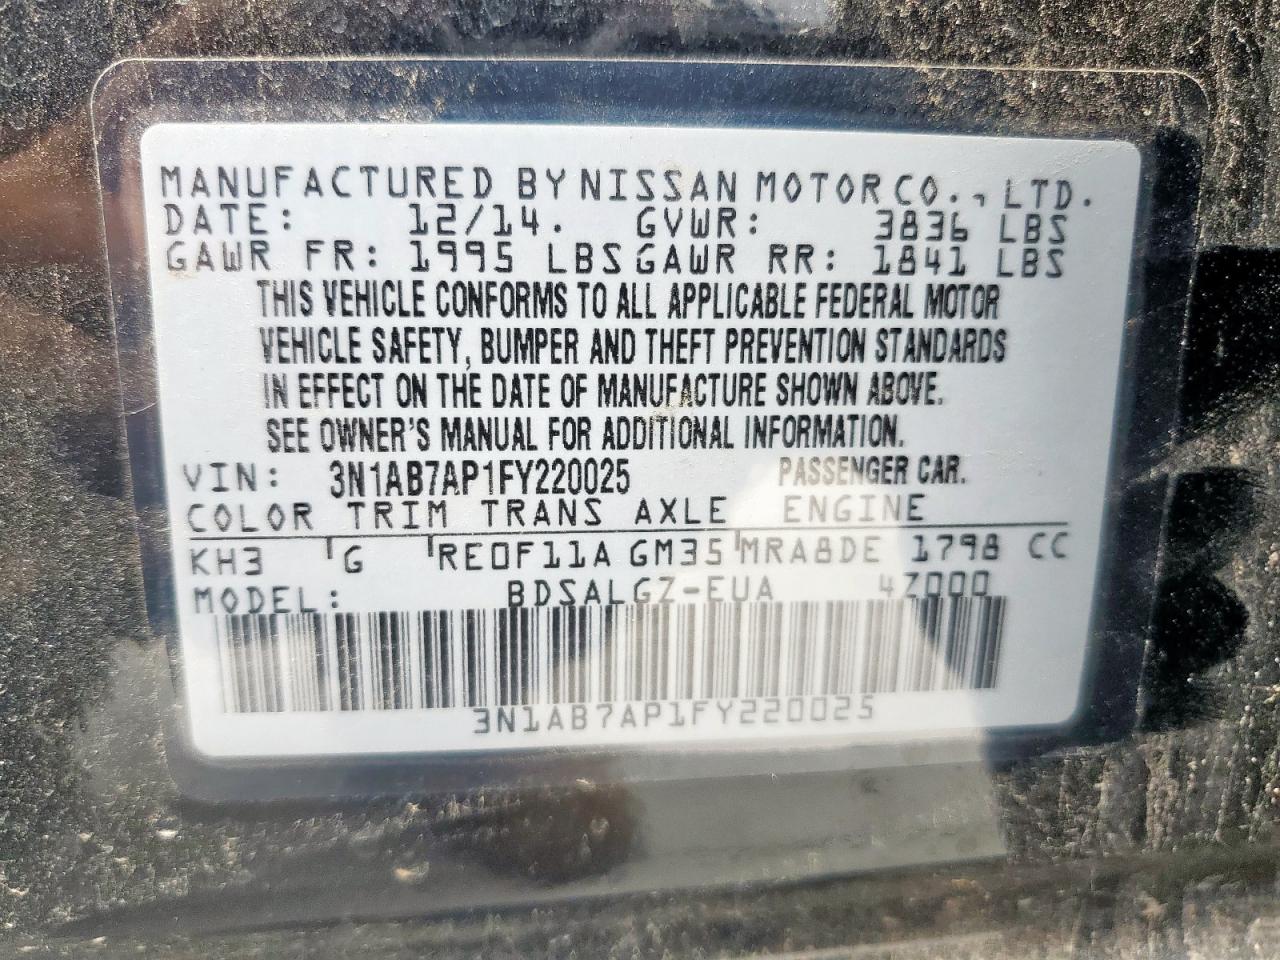 MANUFACTURED BY NISSAN MOTOR CO., LTD.
DATE: 12/14. GVWR: 3836 LBS
GAWR FR: 1995 LBS GAWR RR: 1841 LBS
THIS VEHICLE CONFORMS TO ALL APPLICABLE FEDERAL MOTOR
VEHICLE SAFETY, BUMPER AND THEFT PREVENTION STANDARDS
IN EFFECT ON THE DATE OF MANUFACTURE SHOWN ABOVE.
SEE OWNER'S MANUAL FOR ADDITIONAL INFORMATION.
VIN: 3N1AB7AP1FY220025 PASSENGER CAR.
COLOR TRIM TRANS AXLE ENGINE
KH3 G RE0F11A GM35 MRA8DE 1798 CC
MODEL: BDSALGZ-EUA 4Z000
3N1AB7AP1FY220025